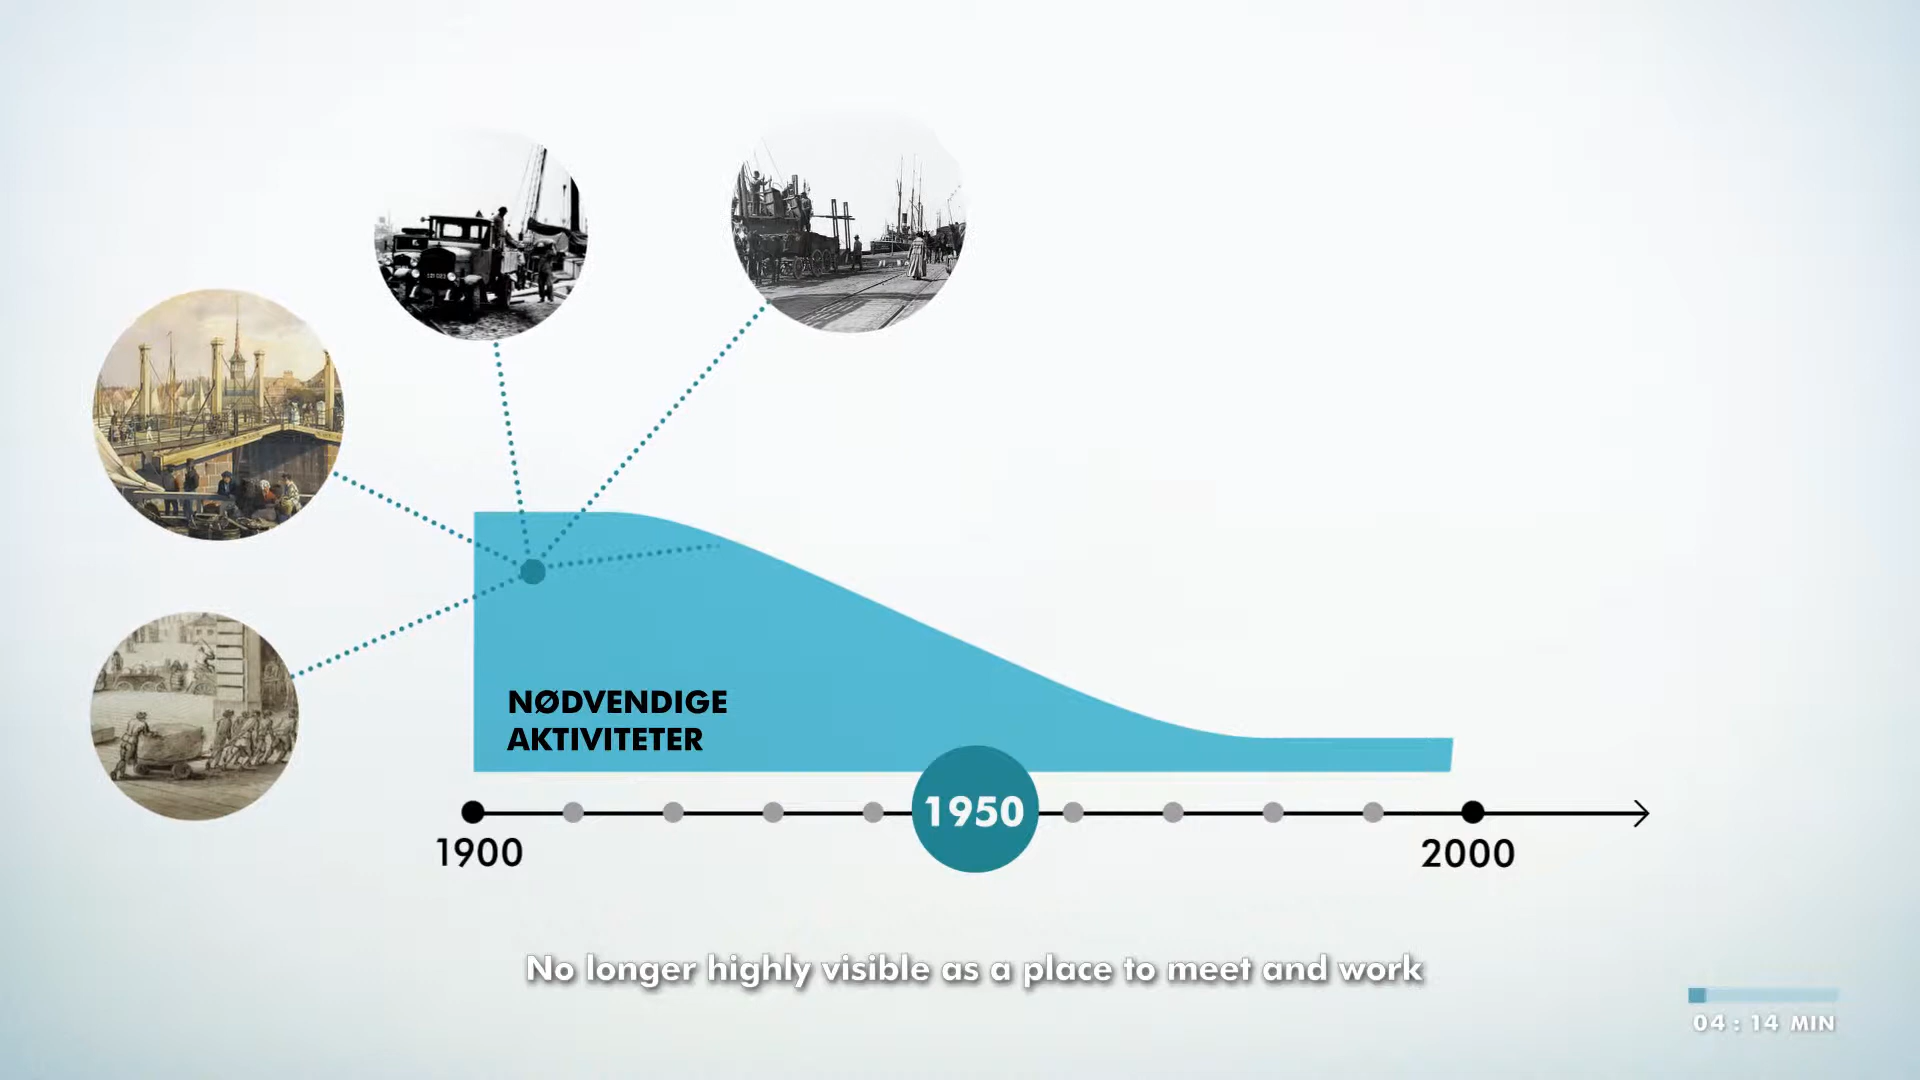 NØDVENDIGE
AKTIVITETER
1950
1900
2000
No longer highly visible as a place to meet and work
04 : 14 MIN